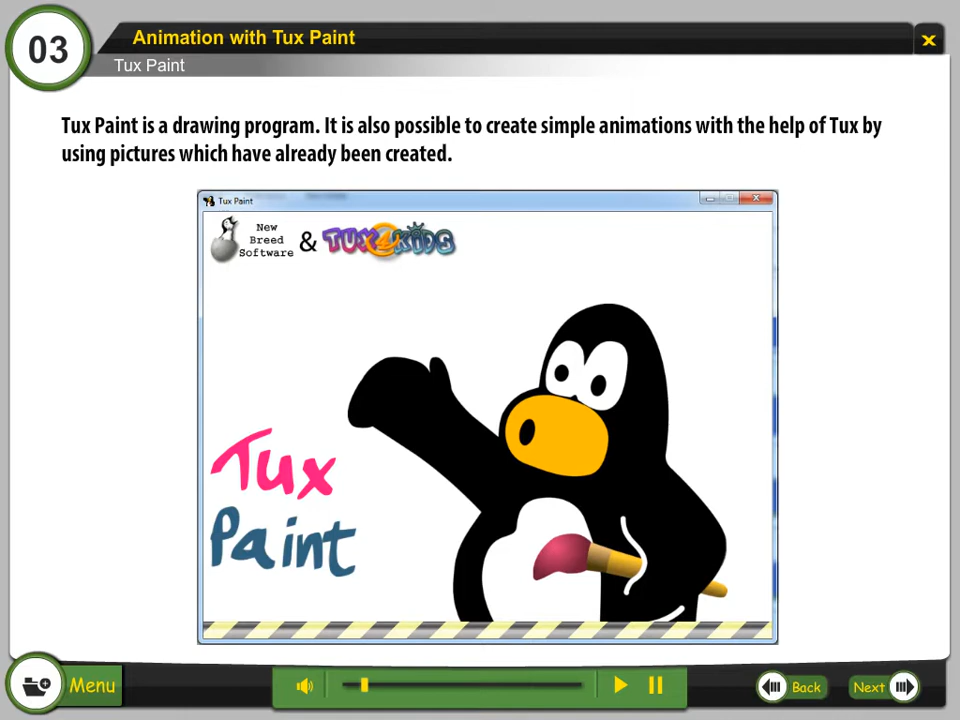 03
Animation with Tux Paint
X
Tux Paint
Tux Paint is a drawing program. It is also possible to create simple animations with the help of Tux by
using pictures which have already been created.
Tux Paint
New
Breed
Software
& TUX4KIDS
Tux
Paint
Menu
Back
Next